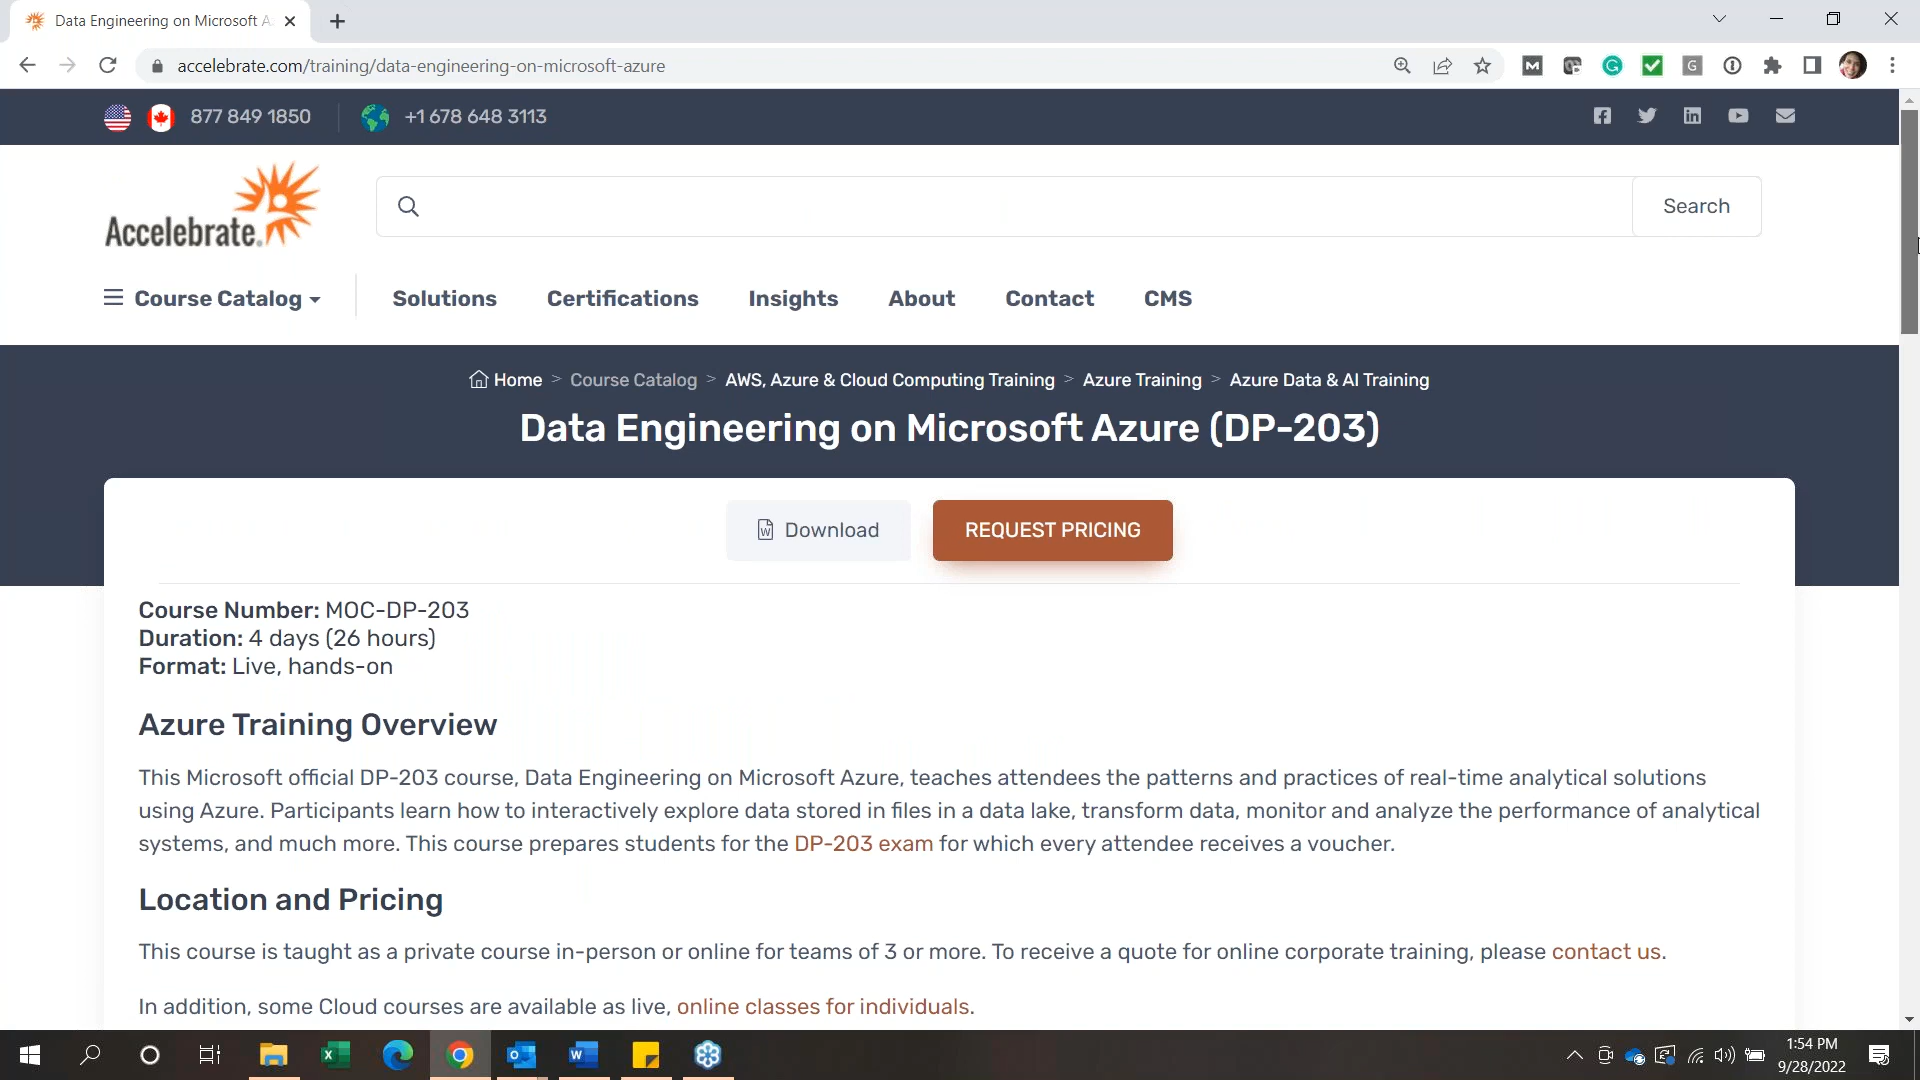 Data Engineering on Microsoft A
accelebrate.com/training/data-engineering-on-microsoft-azure
877 849 1850
+1 678 648 3113
Accelebrate.
Search
Course Catalog
Solutions
Certifications
Insights
About
Contact
CMS
Home > Course Catalog > AWS, Azure & Cloud Computing Training > Azure Training > Azure Data & AI Training
Data Engineering on Microsoft Azure (DP-203)
Download
REQUEST PRICING
Course Number: MOC-DP-203
Duration: 4 days (26 hours)
Format: Live, hands-on
Azure Training Overview
This Microsoft official DP-203 course, Data Engineering on Microsoft Azure, teaches attendees the patterns and practices of real-time analytical solutions
using Azure. Participants learn how to interactively explore data stored in files in a data lake, transform data, monitor and analyze the performance of analytical
systems, and much more. This course prepares students for the DP-203 exam for which every attendee receives a voucher.
Location and Pricing
This course is taught as a private course in-person or online for teams of 3 or more. To receive a quote for online corporate training, please contact us.
In addition, some Cloud courses are available as live, online classes for individuals.
1:54 PM
9/28/2022